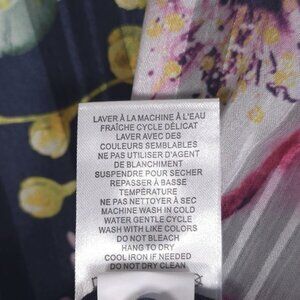 LAVER À LA MACHINE À L'EAU
FRAÎCHE CYCLE DÉLICAT
LAVER AVEC DES
COULEURS SEMBLABLES
NE PAS UTILISER D'AGENT
DE BLANCHIMENT
SUSPENDRE POUR SÉCHER
REPASSER À BASSE
TEMPÉRATURE
NE PAS NETTOYER À SEC
MACHINE WASH IN COLD
WATER GENTLE CYCLE
WASH WITH LIKE COLORS
DO NOT BLEACH
HANG TO DRY
COOL IRON IF NEEDED
DO NOT DRY CLEAN